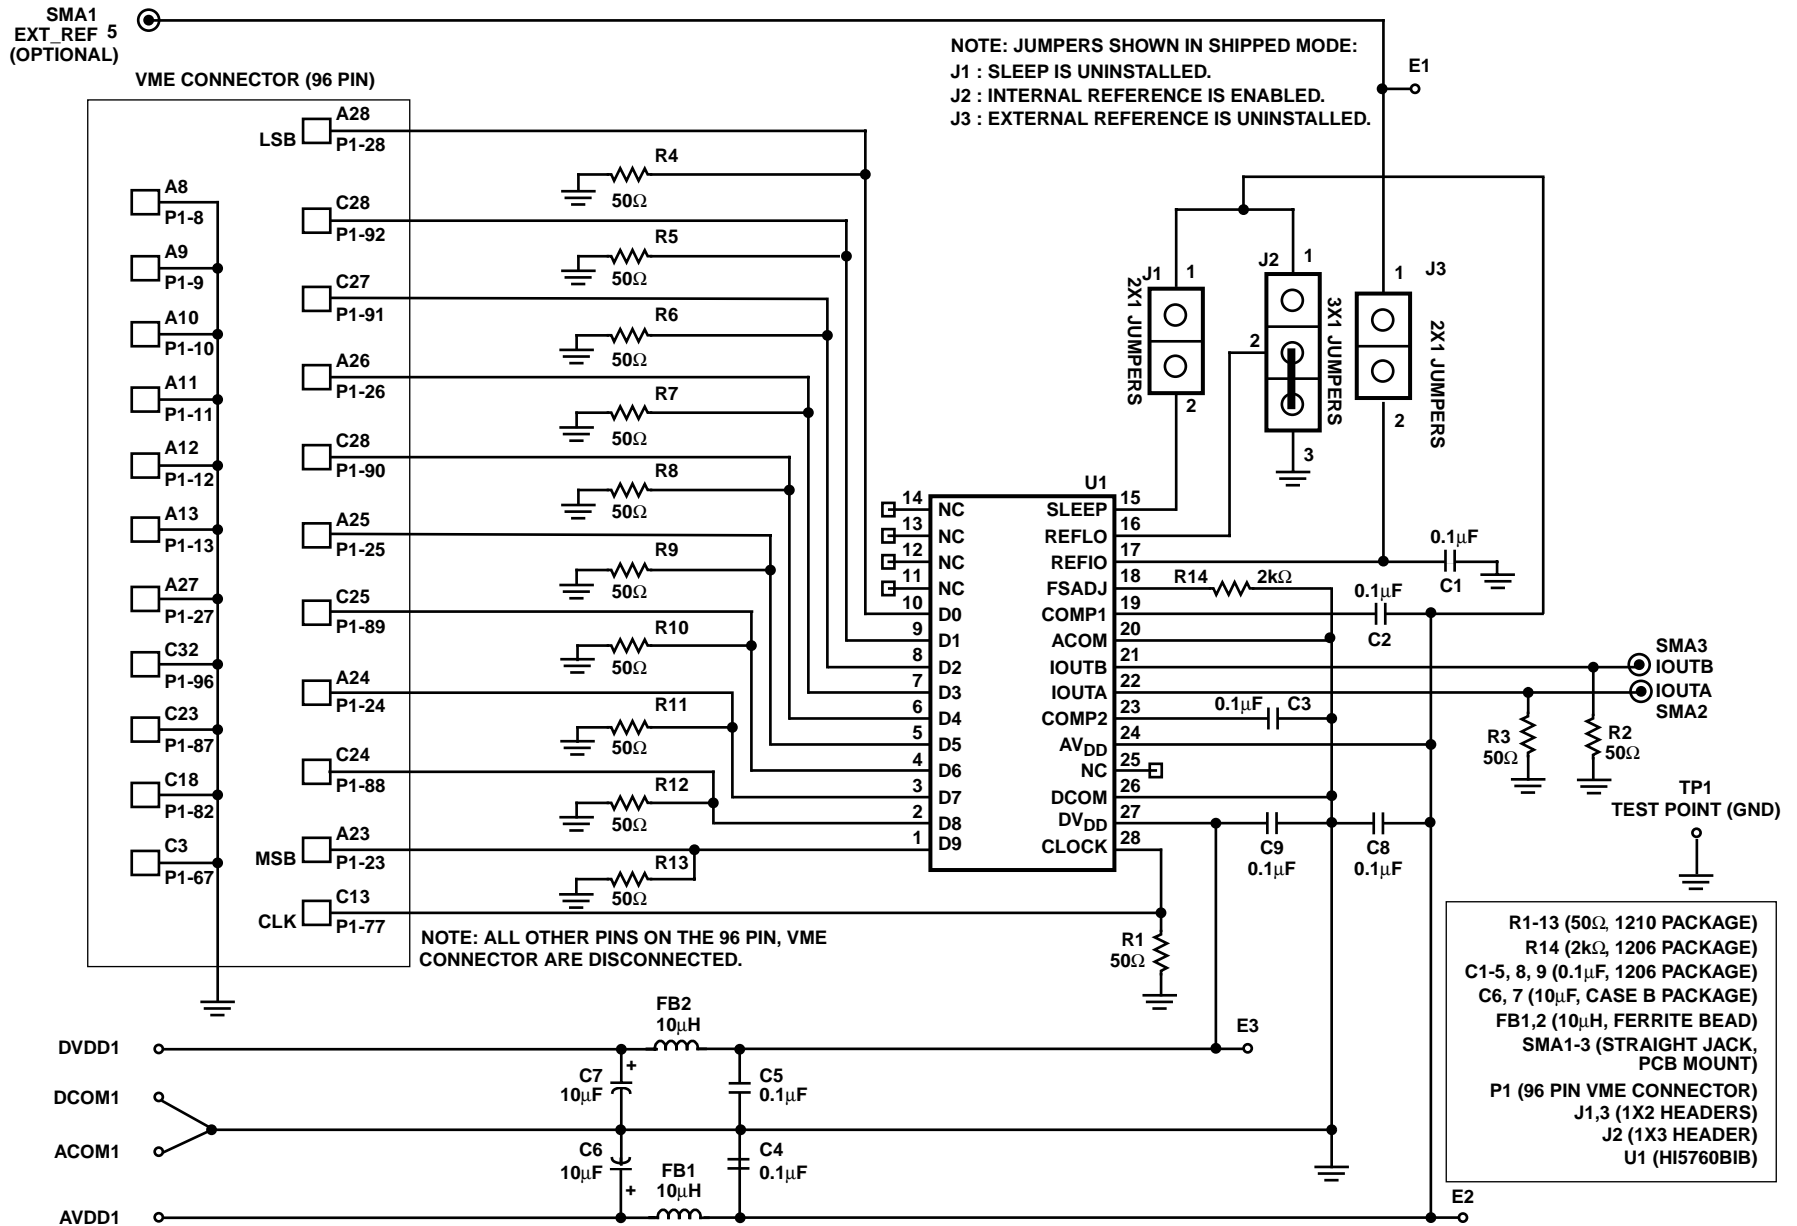 SMA1
EXT_REF 5
(OPTIONAL)
VME CONNECTOR (96 PIN)
NOTE: JUMPERS SHOWN IN SHIPPED MODE:
J1 : SLEEP IS UNINSTALLED.
J2 : INTERNAL REFERENCE IS ENABLED.
J3 : EXTERNAL REFERENCE IS UNINSTALLED.
E1
A8
P1-8
A9
P1-9
A10
P1-10
A11
P1-11
A12
P1-12
A13
P1-13
A27
P1-27
C32
P1-96
C23
P1-87
C18
P1-82
C3
P1-67
LSB
A28
P1-28
C28
P1-92
C27
P1-91
A26
P1-26
C28
P1-90
A25
P1-25
C25
P1-89
A24
P1-24
C24
P1-88
MSB
A23
P1-23
CLK
C13
P1-77
R4
50Ω
R5
50Ω
R6
50Ω
R7
50Ω
R8
50Ω
R9
50Ω
R10
50Ω
R11
50Ω
R12
50Ω
R13
50Ω
NOTE: ALL OTHER PINS ON THE 96 PIN, VME
CONNECTOR ARE DISCONNECTED.
J1
1
2
2X1 JUMPERS
J2
1
2
3
3X1 JUMPERS
J3
1
2
2X1 JUMPERS
U1
14 NC
13 NC
12 NC
11 NC
10 D0
9 D1
8 D2
7 D3
6 D4
5 D5
4 D6
3 D7
2 D8
1 D9
SLEEP 15
REFLO 16
REFIO 17
FSADJ 18
COMP1 19
ACOM 20
IOUTB 21
IOUTA 22
COMP2 23
AVDD 24
NC 25
DCOM 26
DVDD 27
CLOCK 28
0.1µF
C1
R14 2kΩ
0.1µF
C2
0.1µF C3
SMA3
IOUTB
IOUTA
SMA2
R3
50Ω
R2
50Ω
C9
0.1µF
C8
0.1µF
TP1
TEST POINT (GND)
R1
50Ω
R1-13 (50Ω, 1210 PACKAGE)
R14 (2kΩ, 1206 PACKAGE)
C1-5, 8, 9 (0.1µF, 1206 PACKAGE)
C6, 7 (10µF, CASE B PACKAGE)
FB1,2 (10µH, FERRITE BEAD)
SMA1-3 (STRAIGHT JACK,
PCB MOUNT)
P1 (96 PIN VME CONNECTOR)
J1,3 (1X2 HEADERS)
J2 (1X3 HEADER)
U1 (HI5760BIB)
DVDD1
DCOM1
ACOM1
AVDD1
FB2
10µH
E3
C7
10µF
+
C5
0.1µF
C6
10µF
+
C4
0.1µF
FB1
10µH
E2